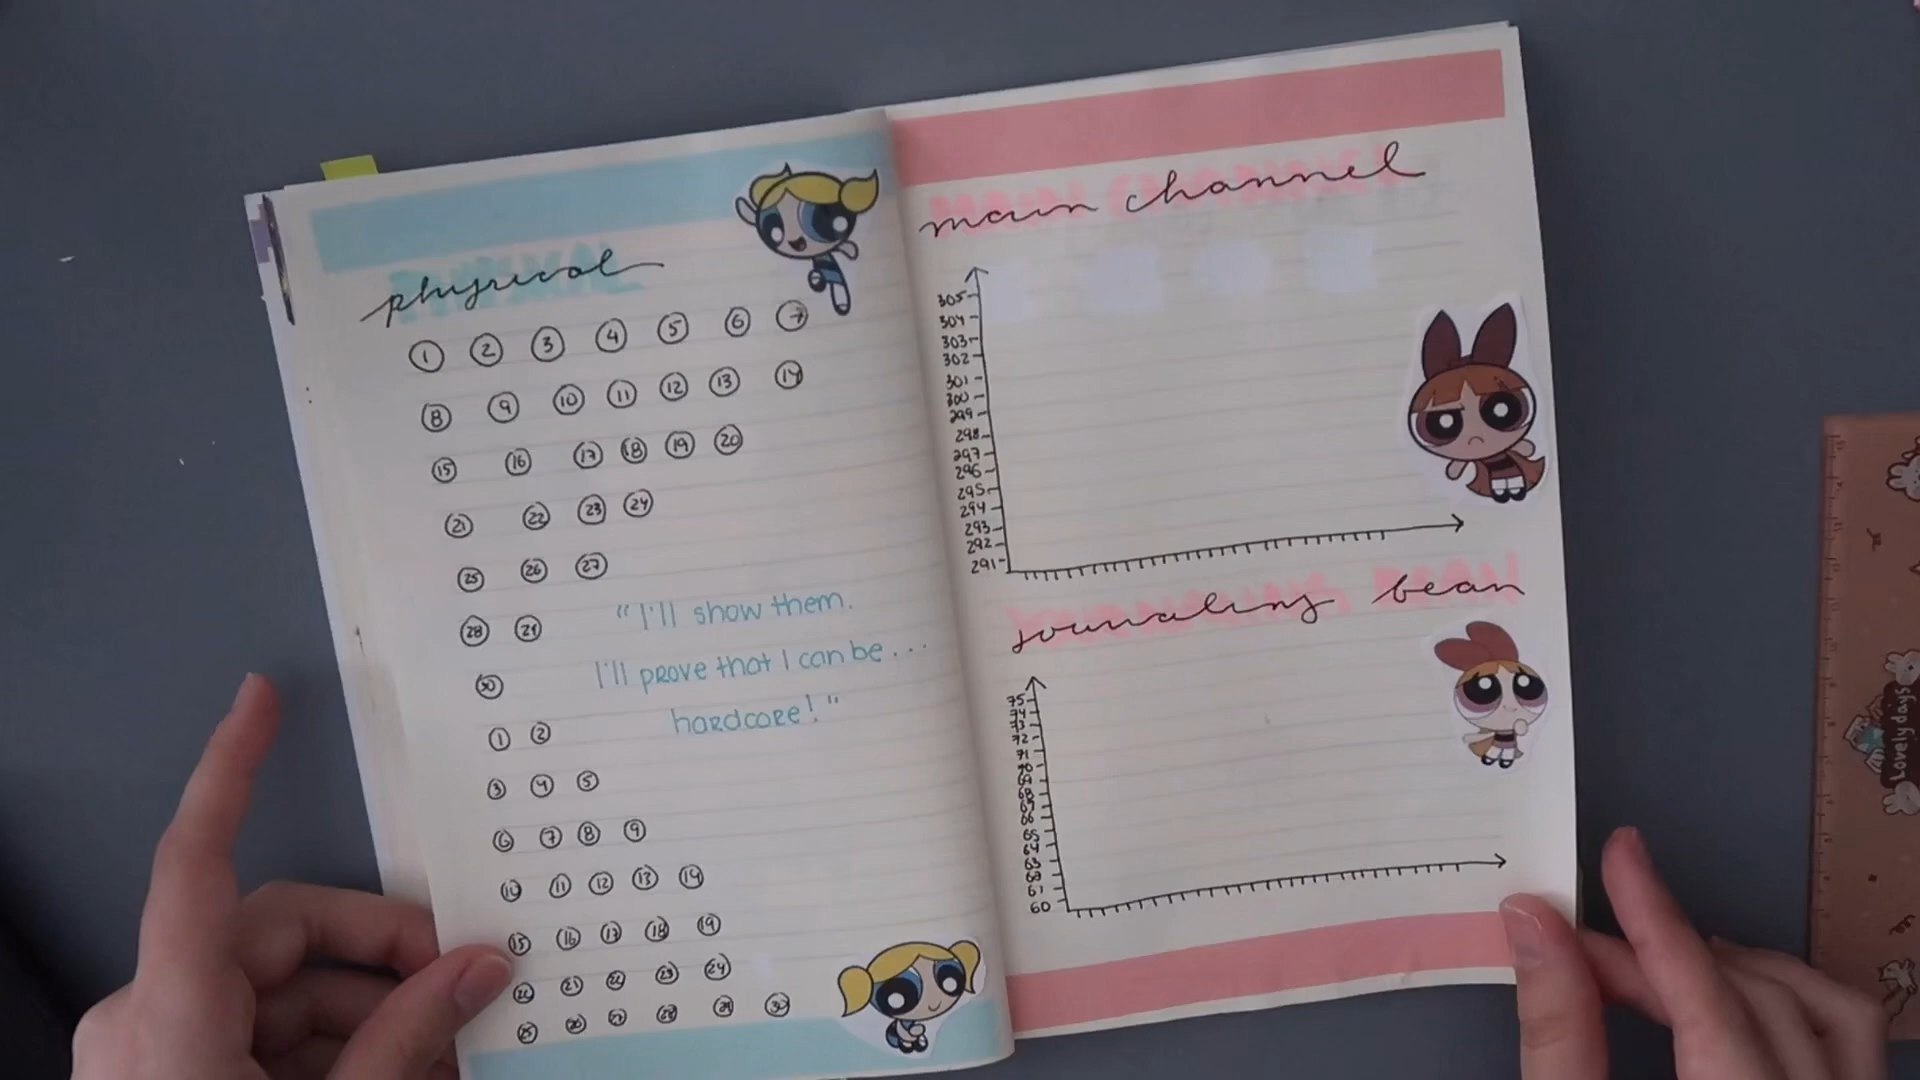 physical
1 2 3 4 5 6 7
8 9 10 11 12 13 14
15 16 17 18 19 20
21 22 23 24
25 26 27
28 29
30
"I'll show them.
I'll prove that I can be...
hardcore!"
1 2
3 4 5
6 7 8 9
10 11 12 13 14
15 16 17 18 19
22 23 24
25 26 27 28 29 30
main channel
305
304
303
302
301
300
299
298
297
296
295
294
293
292
291
journaling bean
75
74
73
72
71
70
69
68
67
66
65
64
63
61
60
Lovely days